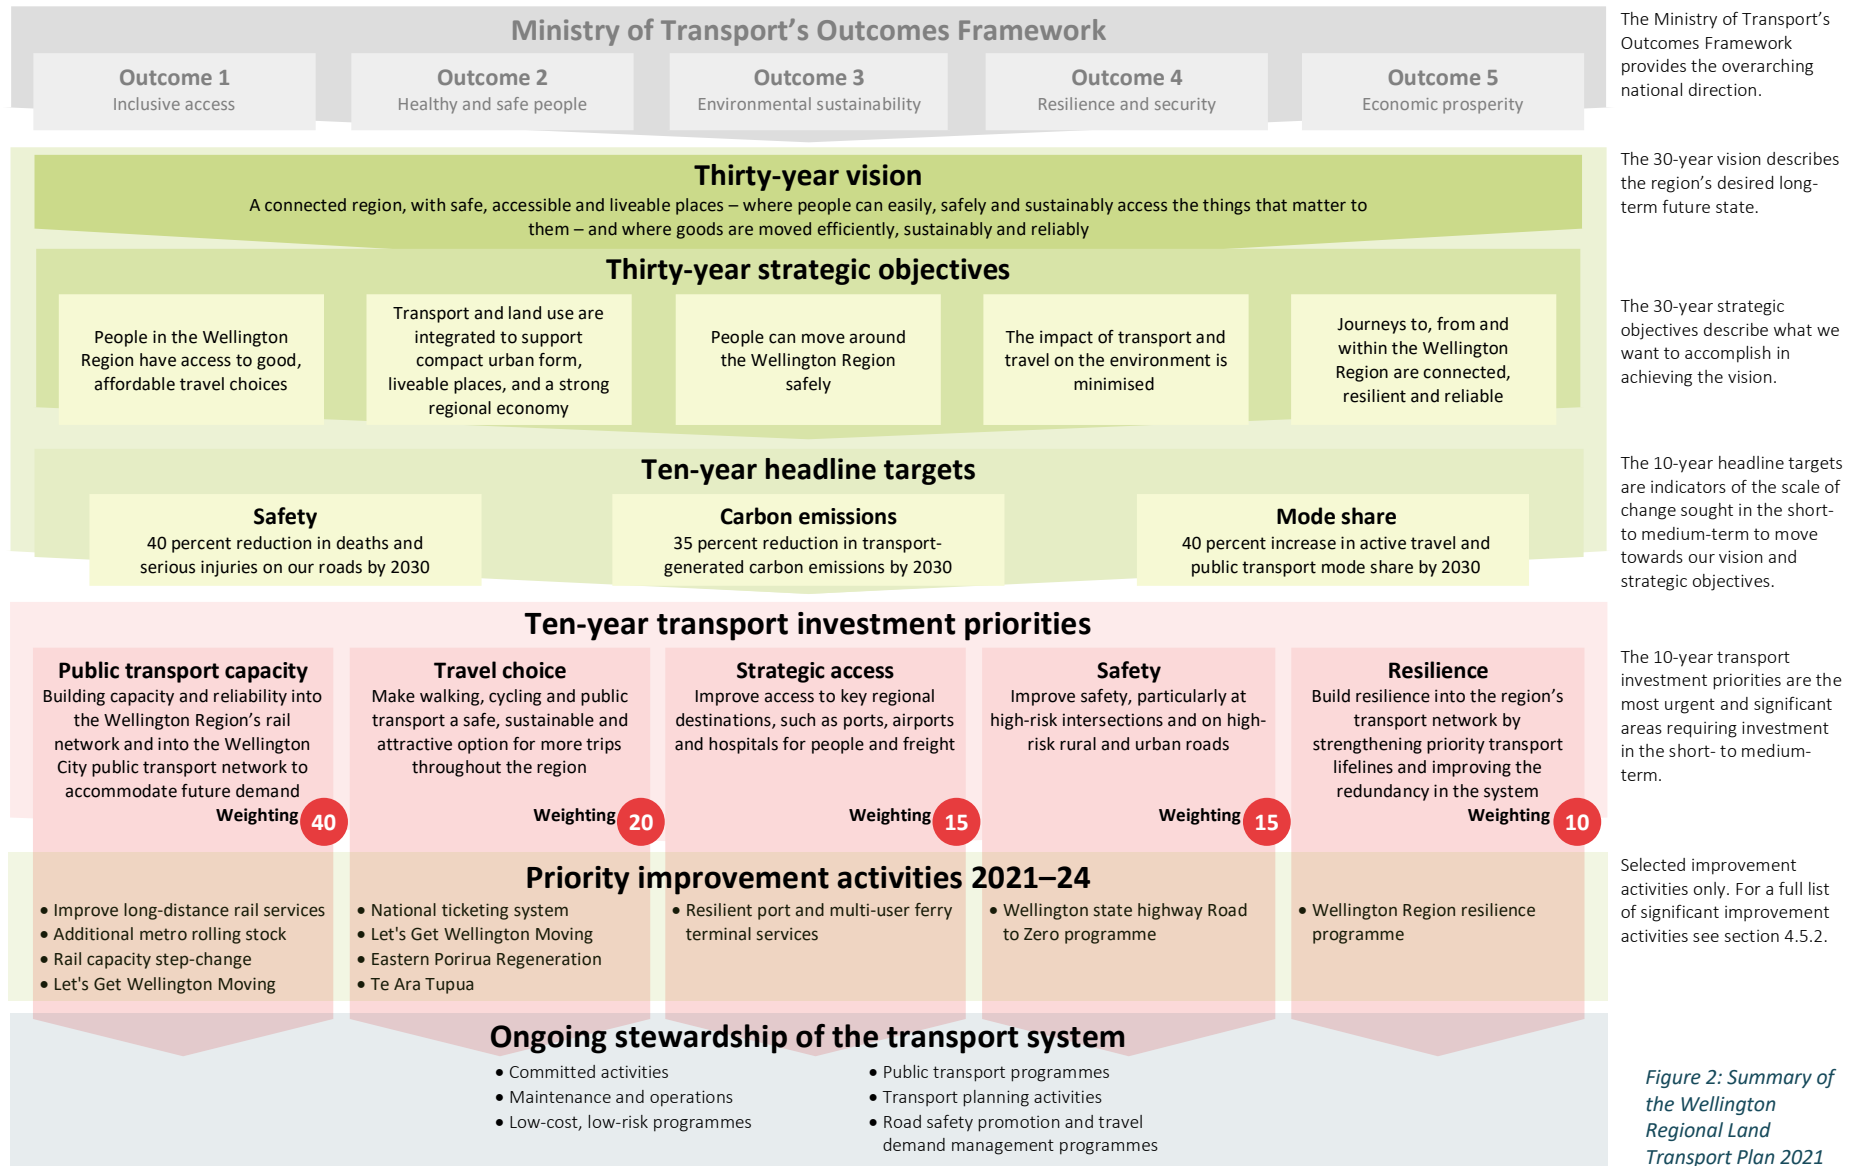 Ministry of Transport’s Outcomes Framework
Outcome 1
Inclusive access
Outcome 2
Healthy and safe people
Outcome 3
Environmental sustainability
Outcome 4
Resilience and security
Outcome 5
Economic prosperity
The Ministry of Transport’s
Outcomes Framework
provides the overarching
national direction.
Thirty-year vision
A connected region, with safe, accessible and liveable places – where people can easily, safely and sustainably access the things that matter to
them – and where goods are moved efficiently, sustainably and reliably
The 30-year vision describes
the region’s desired long-
term future state.
Thirty-year strategic objectives
People in the Wellington
Region have access to good,
affordable travel choices
Transport and land use are
integrated to support
compact urban form,
liveable places, and a strong
regional economy
People can move around
the Wellington Region
safely
The impact of transport and
travel on the environment is
minimised
Journeys to, from and
within the Wellington
Region are connected,
resilient and reliable
The 30-year strategic
objectives describe what we
want to accomplish in
achieving the vision.
Ten-year headline targets
Safety
40 percent reduction in deaths and
serious injuries on our roads by 2030
Carbon emissions
35 percent reduction in transport-
generated carbon emissions by 2030
Mode share
40 percent increase in active travel and
public transport mode share by 2030
The 10-year headline targets
are indicators of the scale of
change sought in the short-
to medium-term to move
towards our vision and
strategic objectives.
Ten-year transport investment priorities
Public transport capacity
Building capacity and reliability into
the Wellington Region’s rail
network and into the Wellington
City public transport network to
accommodate future demand
Weighting 40
Travel choice
Make walking, cycling and public
transport a safe, sustainable and
attractive option for more trips
throughout the region
Weighting 20
Strategic access
Improve access to key regional
destinations, such as ports, airports
and hospitals for people and freight
Weighting 15
Safety
Improve safety, particularly at
high-risk intersections and on high-
risk rural and urban roads
Weighting 15
Resilience
Build resilience into the region’s
transport network by
strengthening priority transport
lifelines and improving the
redundancy in the system
Weighting 10
The 10-year transport
investment priorities are the
most urgent and significant
areas requiring investment
in the short- to medium-
term.
Priority improvement activities 2021–24
• Improve long-distance rail services
• Additional metro rolling stock
• Rail capacity step-change
• Let's Get Wellington Moving
• National ticketing system
• Let's Get Wellington Moving
• Eastern Porirua Regeneration
• Te Ara Tupua
• Resilient port and multi-user ferry
terminal services
• Wellington state highway Road
to Zero programme
• Wellington Region resilience
programme
Selected improvement
activities only. For a full list
of significant improvement
activities see section 4.5.2.
Ongoing stewardship of the transport system
• Committed activities
• Maintenance and operations
• Low-cost, low-risk programmes
• Public transport programmes
• Transport planning activities
• Road safety promotion and travel
demand management programmes
Figure 2: Summary of
the Wellington
Regional Land
Transport Plan 2021